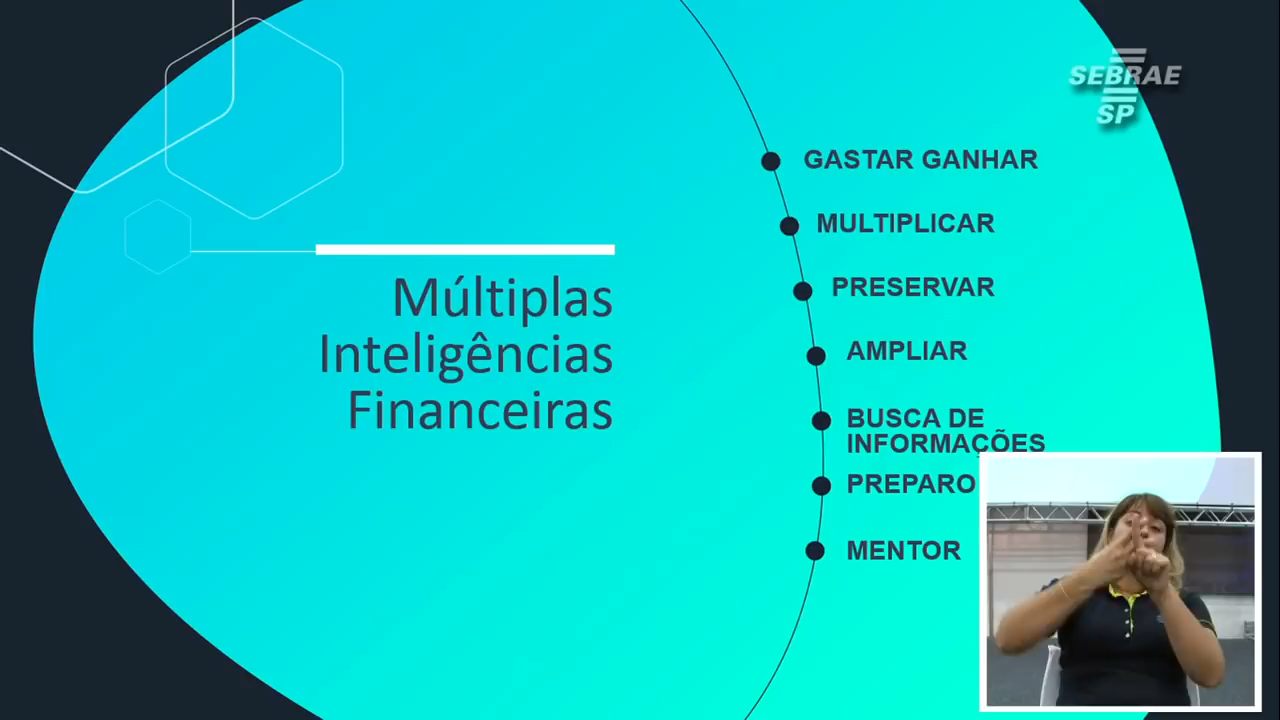 SEBRAE
SP
GASTAR GANHAR
MULTIPLICAR
PRESERVAR
AMPLIAR
BUSCA DE
INFORMAÇÕES
PREPARO
MENTOR
Múltiplas
Inteligências
Financeiras